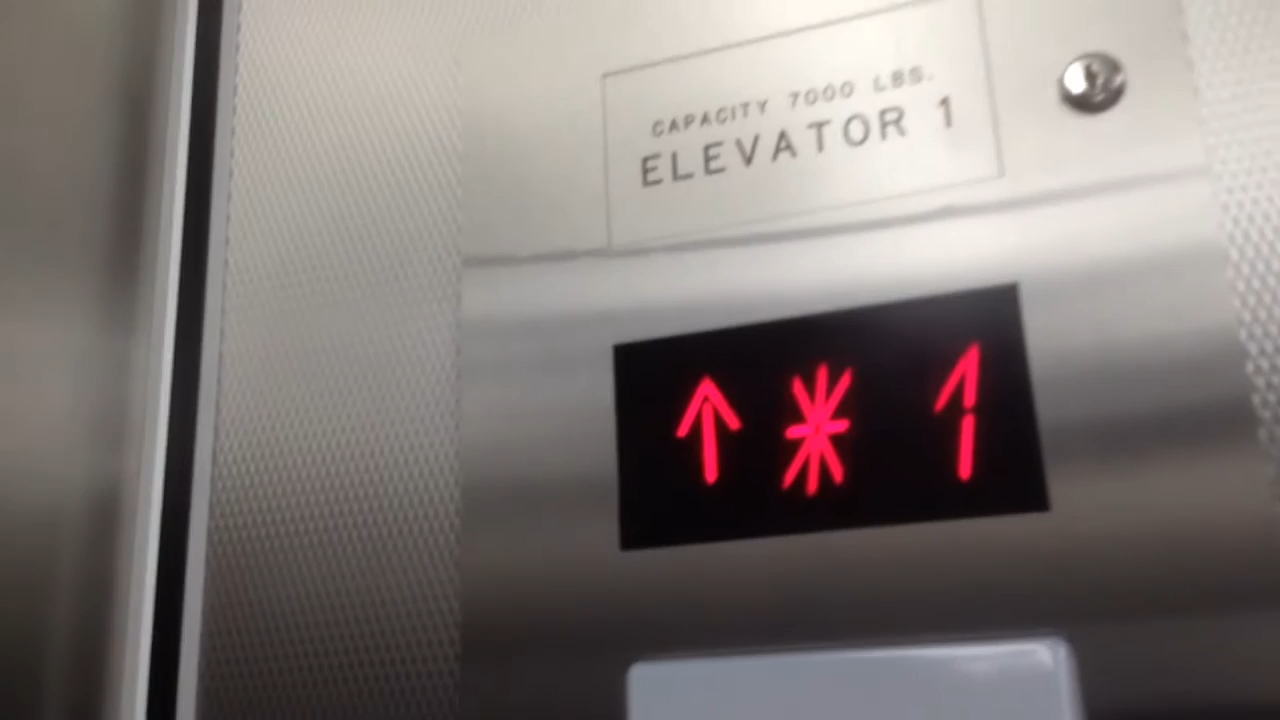 CAPACITY 7000 LBS.
ELEVATOR 1
↑ * 1